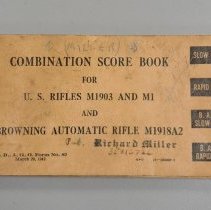 (MILLER)
COMBINATION SCORE BOOK
FOR
U. S. RIFLES M1903 AND M1
AND
BROWNING AUTOMATIC RIFLE M1918A2
Richard Miller
SLOW
RAPID
B. A.
SLOW
B. A.
RAPID